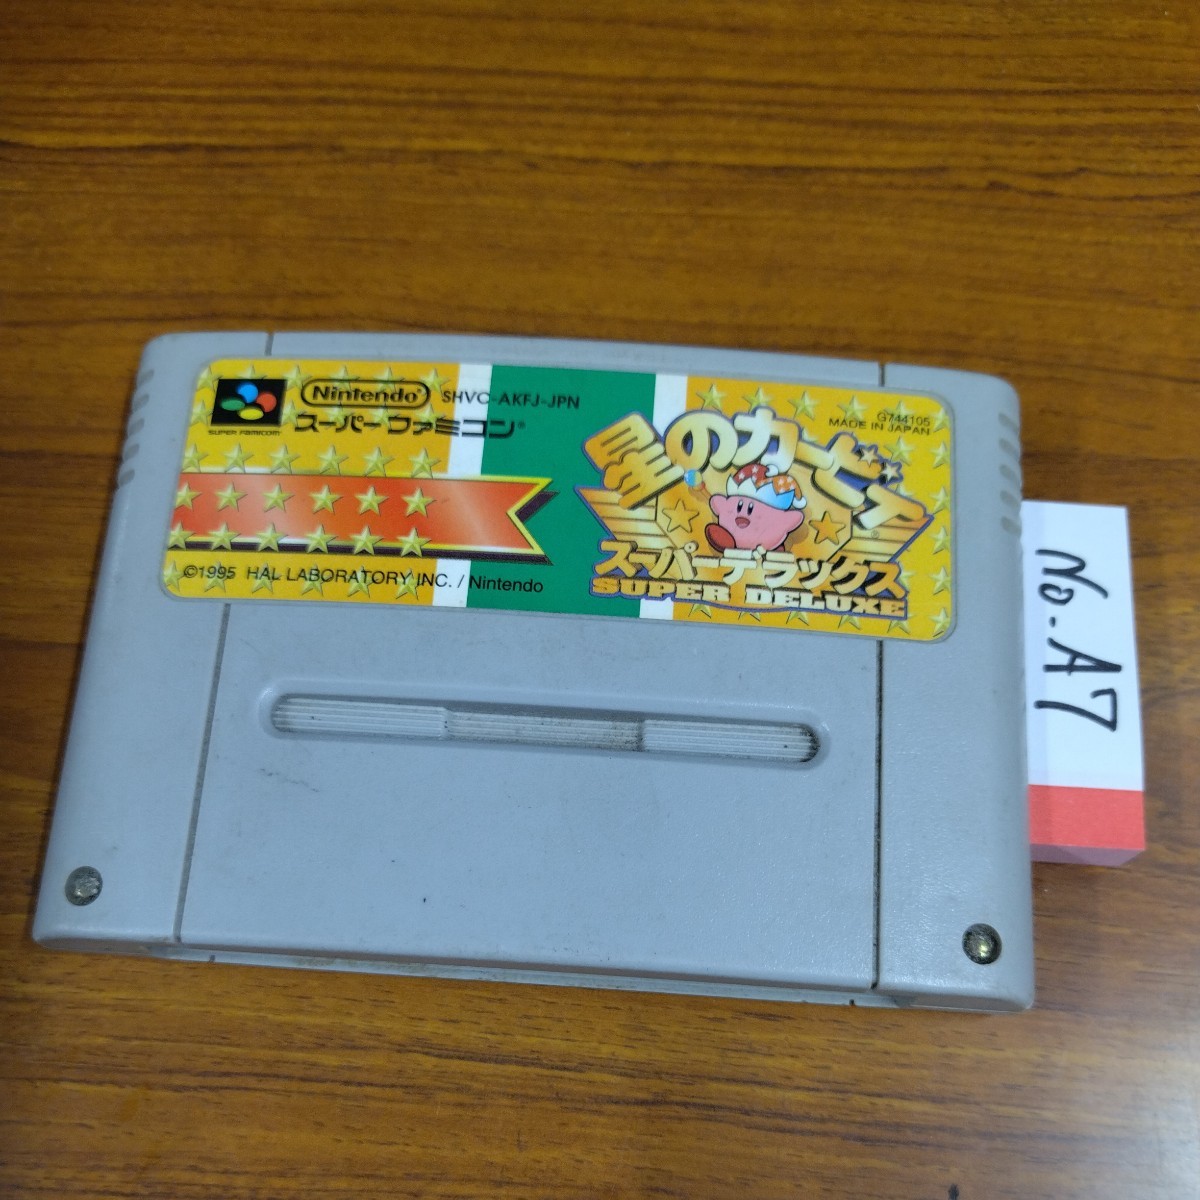 SUPER FAMICOM
Nintendo
SHVC-AKFJ-JPN
スーパーファミコン
G744105
MADE IN JAPAN
星のカービィ
スーパーデラックス
SUPER DELUXE
©1995 HAL LABORATORY INC. / Nintendo
No.A7